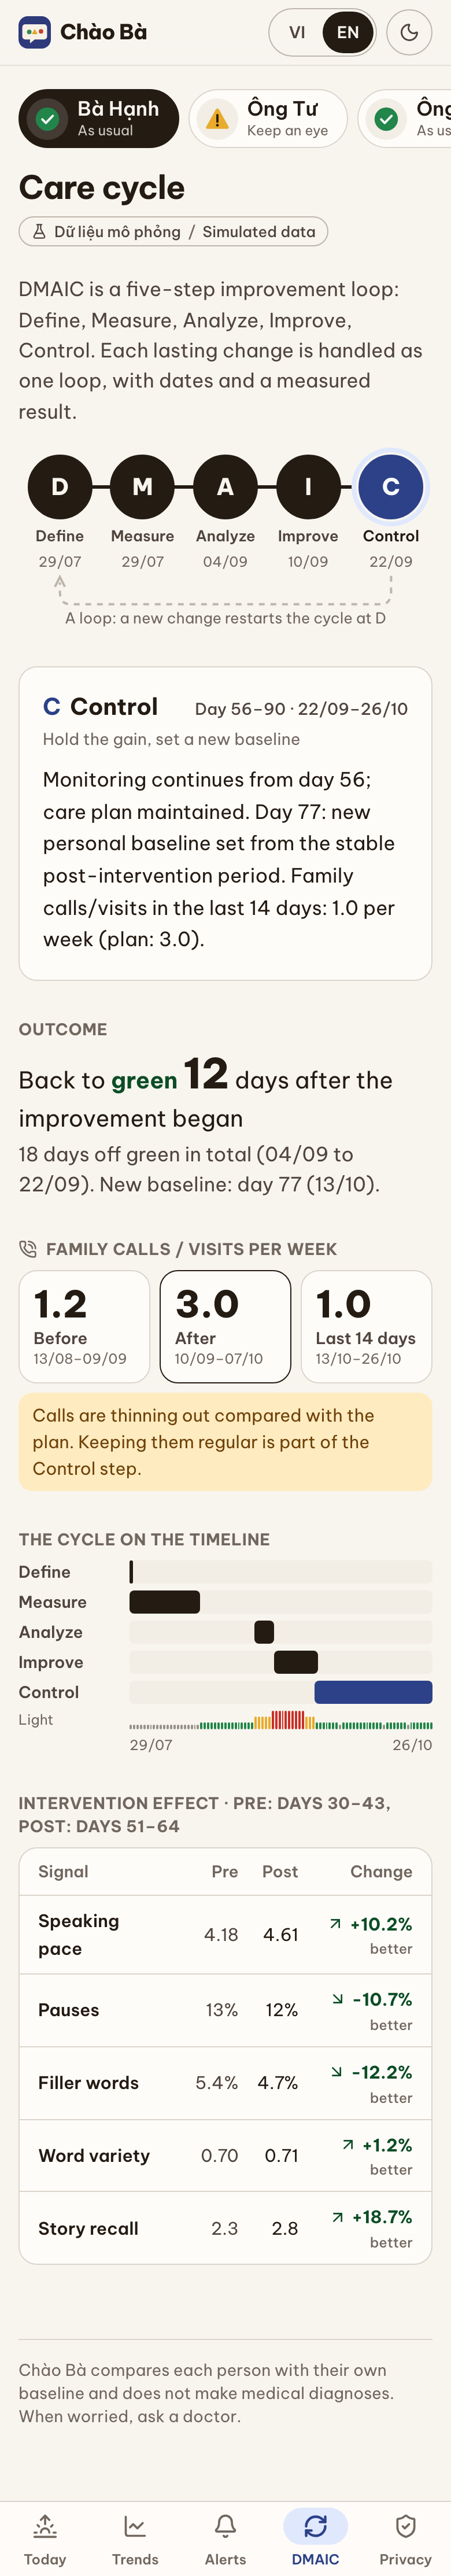 Chào Bà
VI
EN
Bà Hạnh
As usual
Ông Tư
Keep an eye
Ông
As us
Care cycle
Dữ liệu mô phỏng / Simulated data
DMAIC is a five-step improvement loop:
Define, Measure, Analyze, Improve,
Control. Each lasting change is handled as
one loop, with dates and a measured
result.
D M A I C
Define Measure Analyze Improve Control
29/07 29/07 04/09 10/09 22/09
A loop: a new change restarts the cycle at D
C Control Day 56–90 · 22/09–26/10
Hold the gain, set a new baseline
Monitoring continues from day 56;
care plan maintained. Day 77: new
personal baseline set from the stable
post-intervention period. Family
calls/visits in the last 14 days: 1.0 per
week (plan: 3.0).
OUTCOME
Back to green 12 days after the
improvement began
18 days off green in total (04/09 to
22/09). New baseline: day 77 (13/10).
FAMILY CALLS / VISITS PER WEEK
1.2 3.0 1.0
Before After Last 14 days
13/08–09/09 10/09–07/10 13/10–26/10
Calls are thinning out compared with the
plan. Keeping them regular is part of the
Control step.
THE CYCLE ON THE TIMELINE
Define
Measure
Analyze
Improve
Control
Light
29/07 26/10
INTERVENTION EFFECT · PRE: DAYS 30–43,
POST: DAYS 51–64
Signal Pre Post Change
Speaking
pace 4.18 4.61 +10.2%
better
Pauses 13% 12% -10.7%
better
Filler words 5.4% 4.7% -12.2%
better
Word variety 0.70 0.71 +1.2%
better
Story recall 2.3 2.8 +18.7%
better
Chào Bà compares each person with their own
baseline and does not make medical diagnoses.
When worried, ask a doctor.
Today Trends Alerts DMAIC Privacy